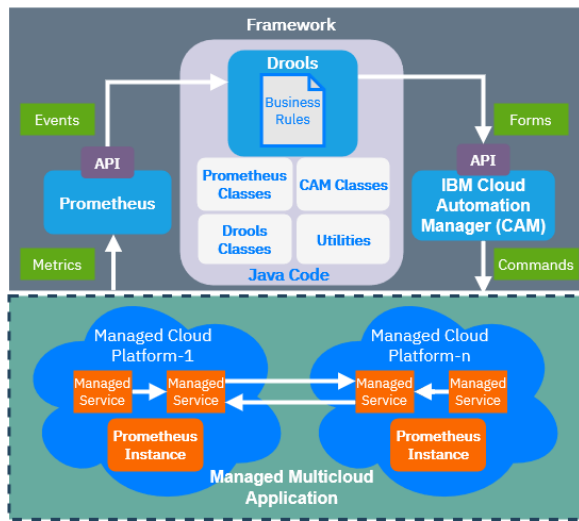 Framework
Drools
Business
Rules
Events
Forms
API
API
Prometheus
IBM Cloud
Automation
Manager (CAM)
Prometheus
Classes
CAM Classes
Drools
Classes
Utilities
Java Code
Metrics
Commands
Managed Cloud
Platform-1
Managed Cloud
Platform-n
Managed
Service
Managed
Service
Managed
Service
Managed
Service
Prometheus
Instance
Prometheus
Instance
Managed Multicloud
Application